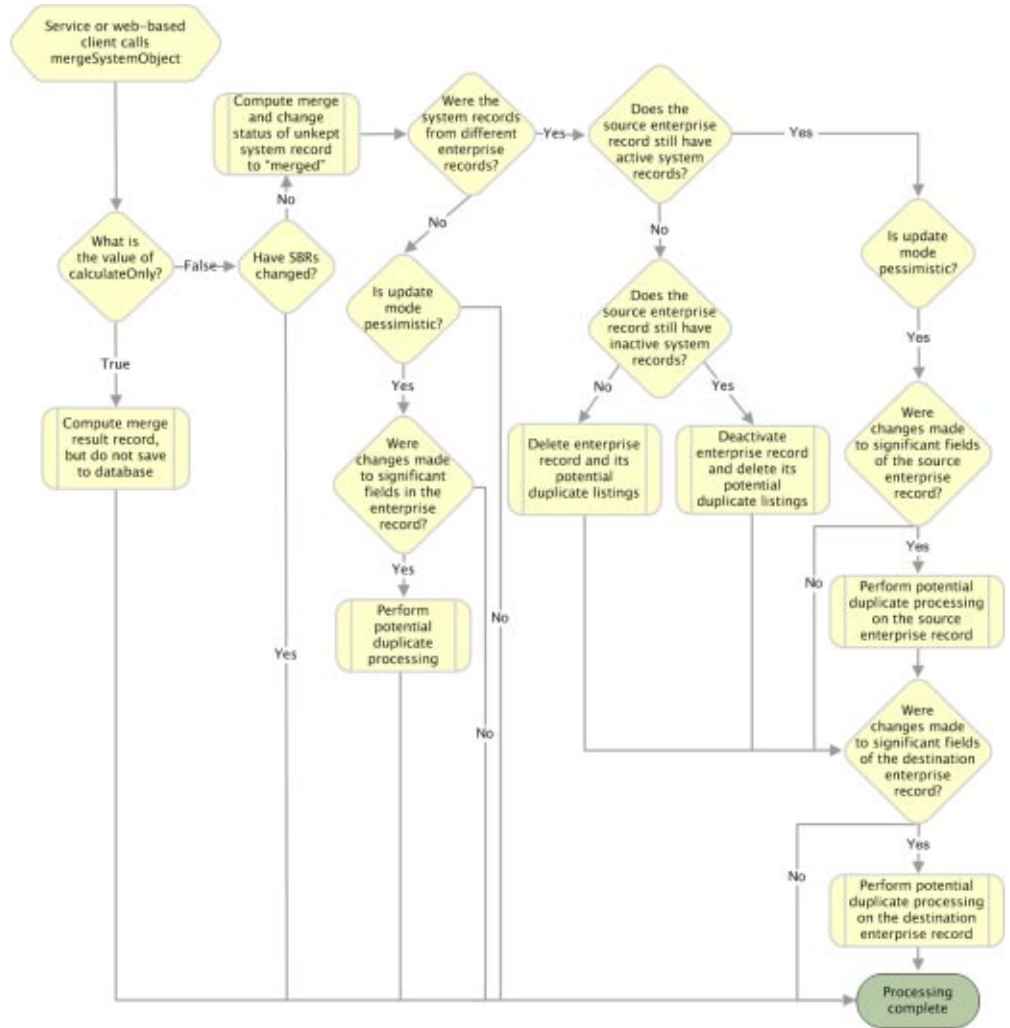 Service or web-based
client calls
mergeSystemObject
Compute merge
and change
status of unkept
system record
to "merged"
Were the
system records
from different
enterprise
records?
Yes
Does the
source enterprise
record still have
active system
records?
Yes
No
No
No
What is
the value of
calculateOnly?
False
Have SBRs
changed?
Is update
mode
pessimistic?
Does the
source enterprise
record still have
inactive system
records?
Is update
mode
pessimistic?
True
Yes
No
Yes
Yes
Compute merge
result record,
but do not save
to database
Were
changes made
to significant
fields in the
enterprise
record?
Delete enterprise
record and its
potential
duplicate listings
Deactivate
enterprise record
and delete its
potential
duplicate listings
Were
changes made
to significant fields
of the source
enterprise
record?
Yes
Yes
No
Perform
potential
duplicate
processing
No
Perform potential
duplicate processing
on the source
enterprise record
Yes
No
Were
changes made
to significant fields
of the destination
enterprise
record?
Yes
No
Perform potential
duplicate processing
on the destination
enterprise record
Processing
complete